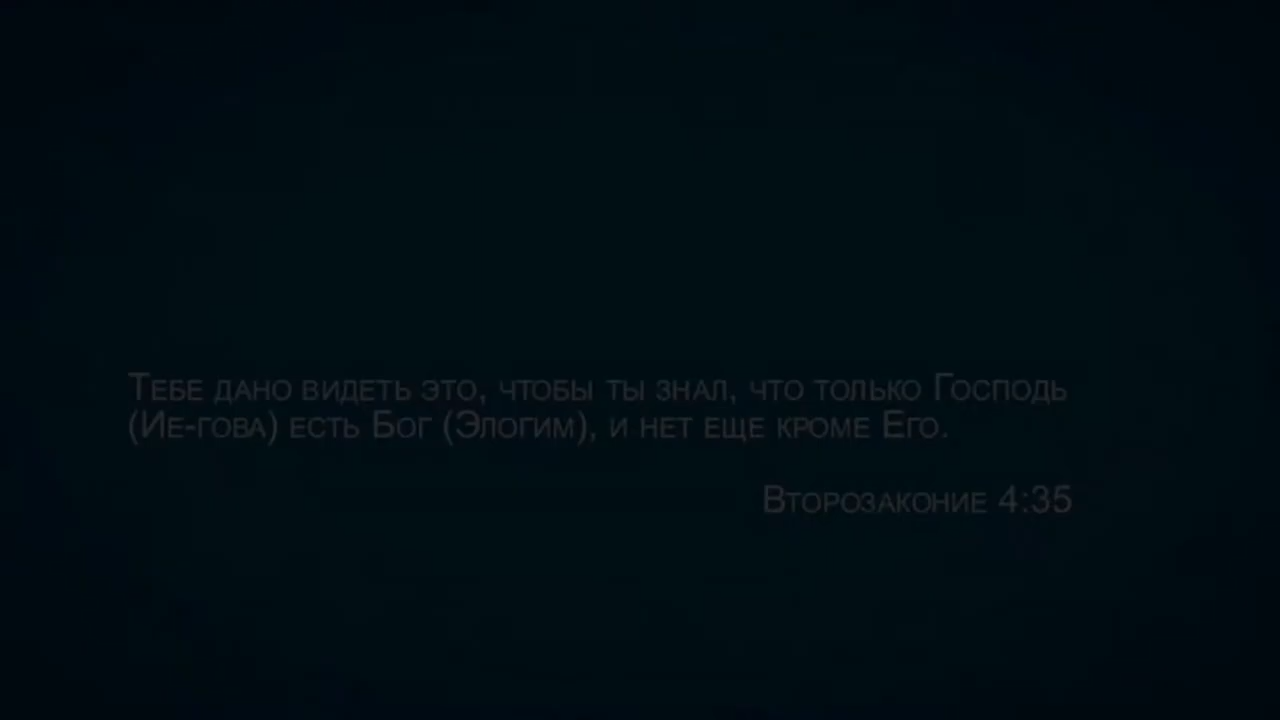 Тебе дано видеть это, чтобы ты знал, что только Господь
(Ие-гова) есть Бог (Элогим), и нет еще кроме Его.
Второзаконие 4:35